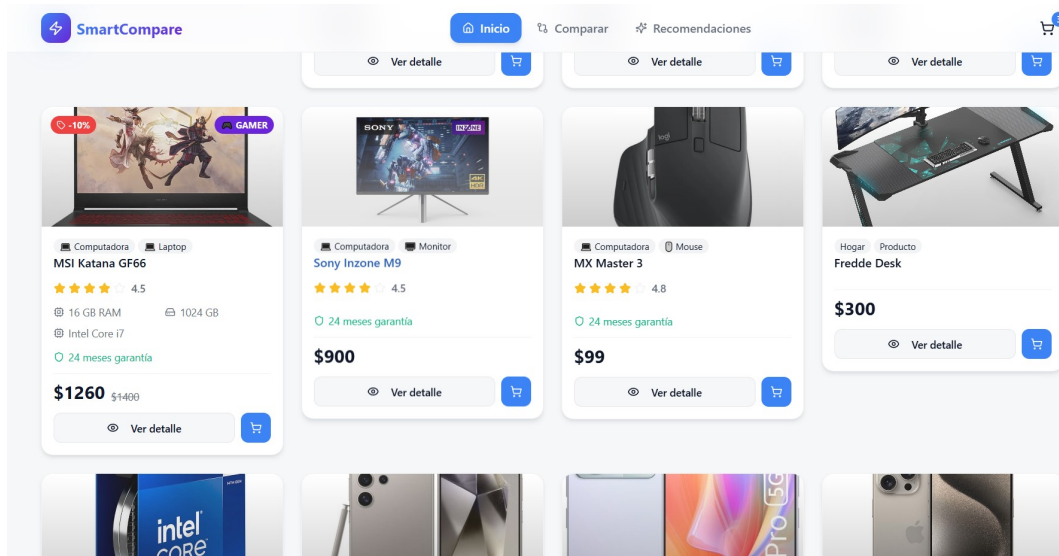 SmartCompare
Inicio
Comparar
Recomendaciones
Ver detalle
Ver detalle
Ver detalle
-10%
GAMER
Computadora Laptop
MSI Katana GF66
4.5
16 GB RAM 1024 GB
Intel Core i7
24 meses garantía
$1260 $1400
Ver detalle
SONY INZONE
4K
HDR
Computadora Monitor
Sony Inzone M9
4.5
24 meses garantía
$900
Ver detalle
logi
Computadora Mouse
MX Master 3
4.8
24 meses garantía
$99
Ver detalle
Hogar Producto
Fredde Desk
$300
Ver detalle
intel
CORE
Pro 5G